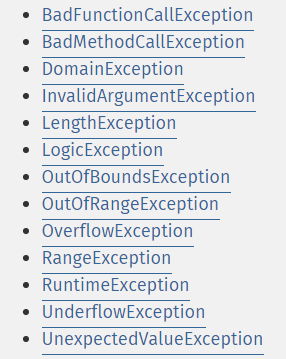 BadFunctionCallException
BadMethodCallException
DomainException
InvalidArgumentException
LengthException
LogicException
OutOfBoundsException
OutOfRangeException
OverflowException
RangeException
RuntimeException
UnderflowException
UnexpectedValueException